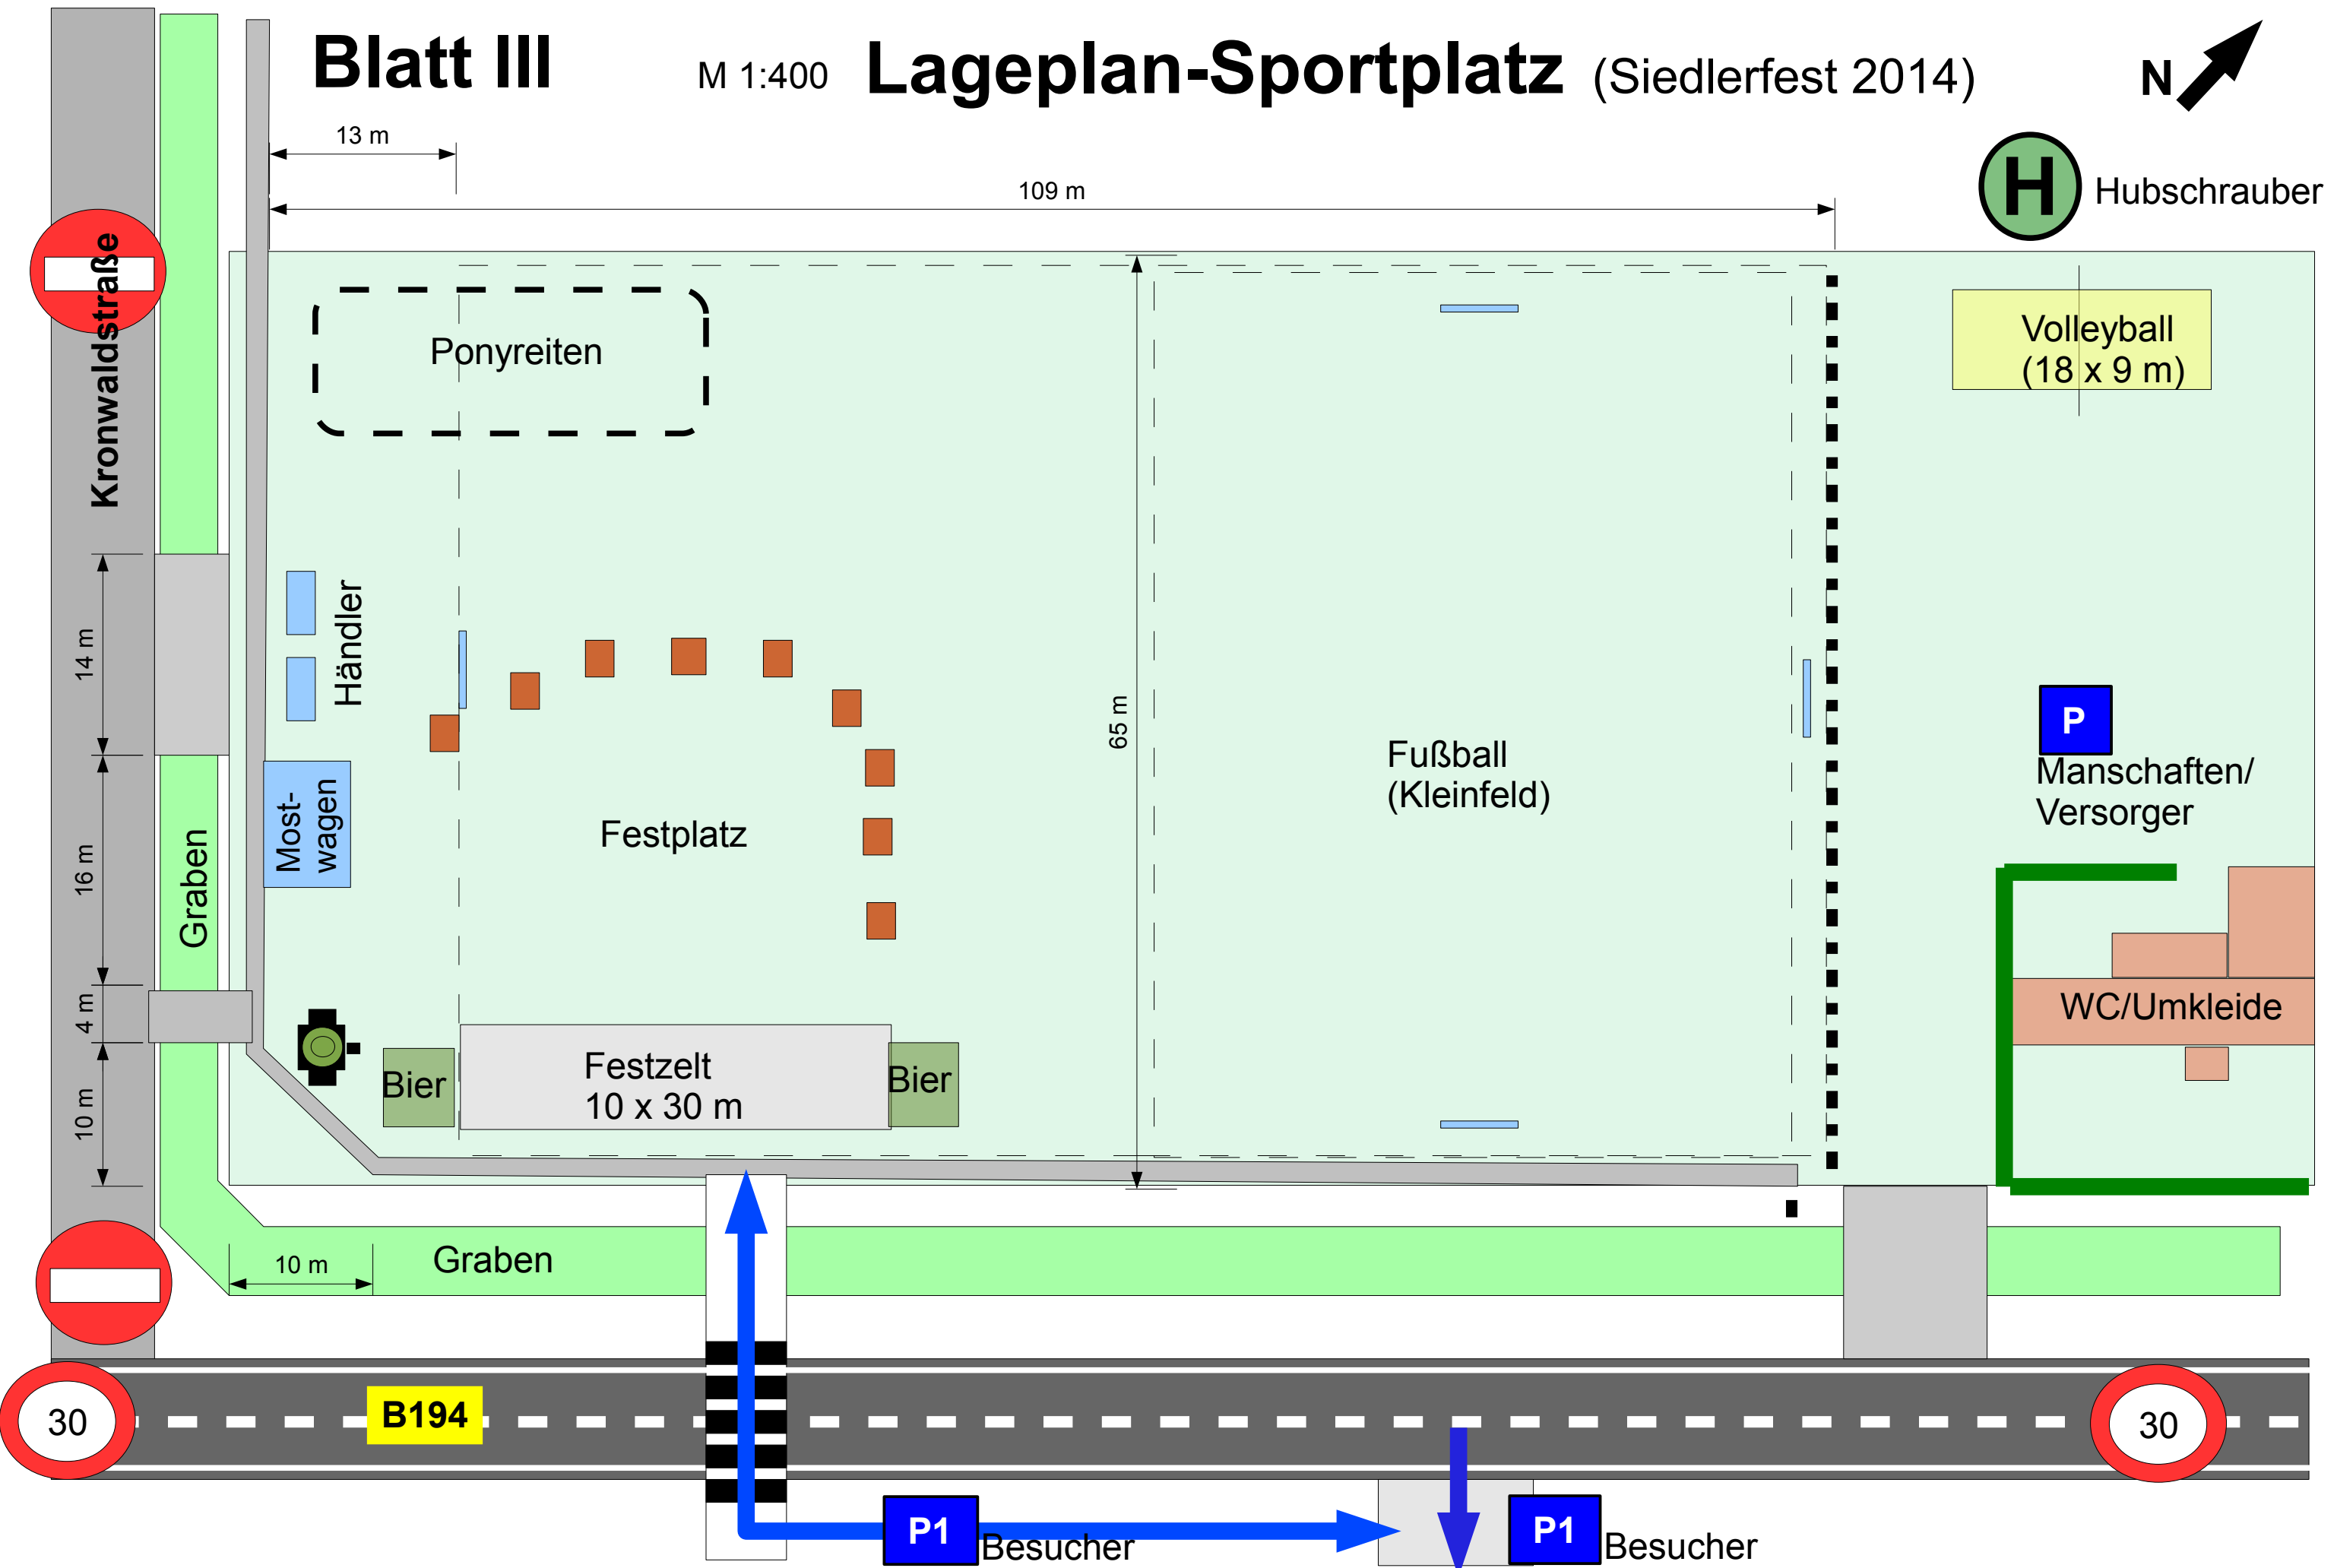 Blatt III
M 1:400
Lageplan-Sportplatz (Siedlerfest 2014)
N
13 m
109 m
H
Hubschrauber
Kronwaldstraße
Ponyreiten
Volleyball
(18 x 9 m)
14 m
Händler
65 m
P
Manschaften/
Versorger
Fußball
(Kleinfeld)
16 m
Most-
wagen
Festplatz
Graben
4 m
WC/Umkleide
10 m
Bier
Festzelt
10 x 30 m
Bier
10 m
Graben
30
B194
30
P1
Besucher
P1
Besucher